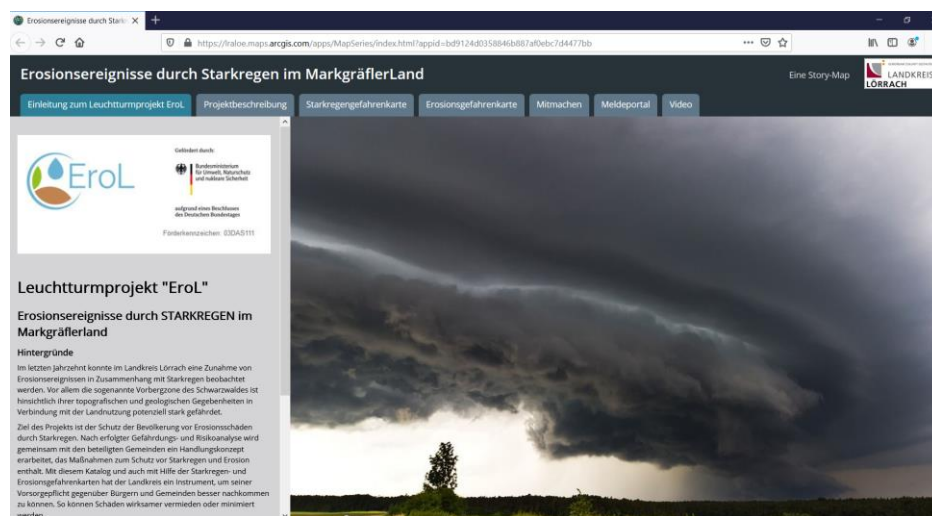 Erosionsereignisse durch Stark
https://lraloe.maps.arcgis.com/apps/MapSeries/index.html?appid=bd9124d0358846b887af0ebc7d4477bb
Erosionsereignisse durch Starkregen im MarkgräflerLand
Eine Story-Map
LANDKREIS
LÖRRACH
Einleitung zum Leuchtturmprojekt EroL
Projektbeschreibung
Starkregengefahrenkarte
Erosionsgefahrenkarte
Mitmachen
Meldeportal
Video
EroL
Gefördert durch:
Bundesministerium
für Umwelt, Naturschutz
und nukleare Sicherheit
aufgrund eines Beschlusses
des Deutschen Bundestages
Förderkennzeichen: 03DAS111
Leuchtturmprojekt "EroL"
Erosionsereignisse durch STARKREGEN im
Markgräflerland
Hintergründe
Im letzten Jahrzehnt konnte im Landkreis Lörrach eine Zunahme von
Erosionsereignissen in Zusammenhang mit Starkregen beobachtet
werden. Vor allem die sogenannte Vorbergzone des Schwarzwaldes ist
hinsichtlich ihrer topografischen und geologischen Gegebenheiten in
Verbindung mit der Landnutzung potenziell stark gefährdet.
Ziel des Projekts ist der Schutz der Bevölkerung vor Erosionsschäden
durch Starkregen. Nach erfolgter Gefährdungs- und Risikoanalyse wird
gemeinsam mit den beteiligten Gemeinden ein Handlungskonzept
erarbeitet, das Maßnahmen zum Schutz vor Starkregen und Erosion
enthält. Mit diesem Katalog und auch mit Hilfe der Starkregen- und
Erosionsgefahrenkarten hat der Landkreis ein Instrument, um seiner
Vorsorgepflicht gegenüber Bürgern und Gemeinden besser nachkommen
zu können. So können Schäden wirksamer vermieden oder minimiert
werden.